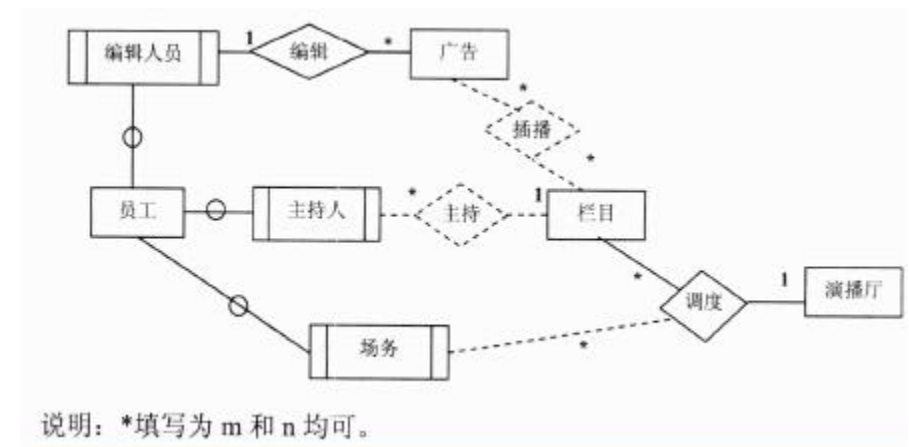 编辑人员 1 编辑 * 广告
*
插播
*
员工 主持人 * 主持 1 栏目
*
调度 1 演播厅
场务 *
说明：*填写为 m 和 n 均可。